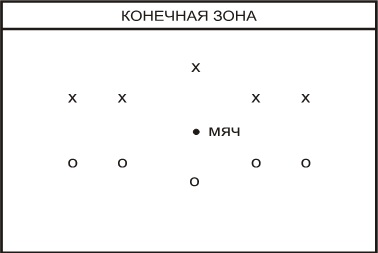 КОНЕЧНАЯ ЗОНА
х
х х х х
мяч
о о о о
о